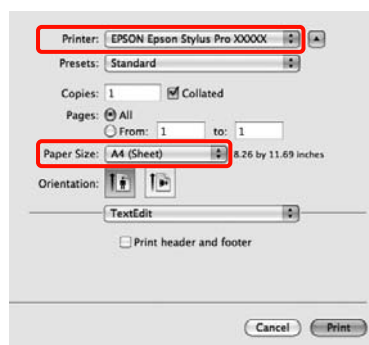 Printer: EPSON Epson Stylus Pro XXXXX
Presets: Standard
Copies: 1 Collated
Pages: All
From: 1 to: 1
Paper Size: A4 (Sheet) 8.26 by 11.69 inches
Orientation:
TextEdit
Print header and footer
Cancel Print